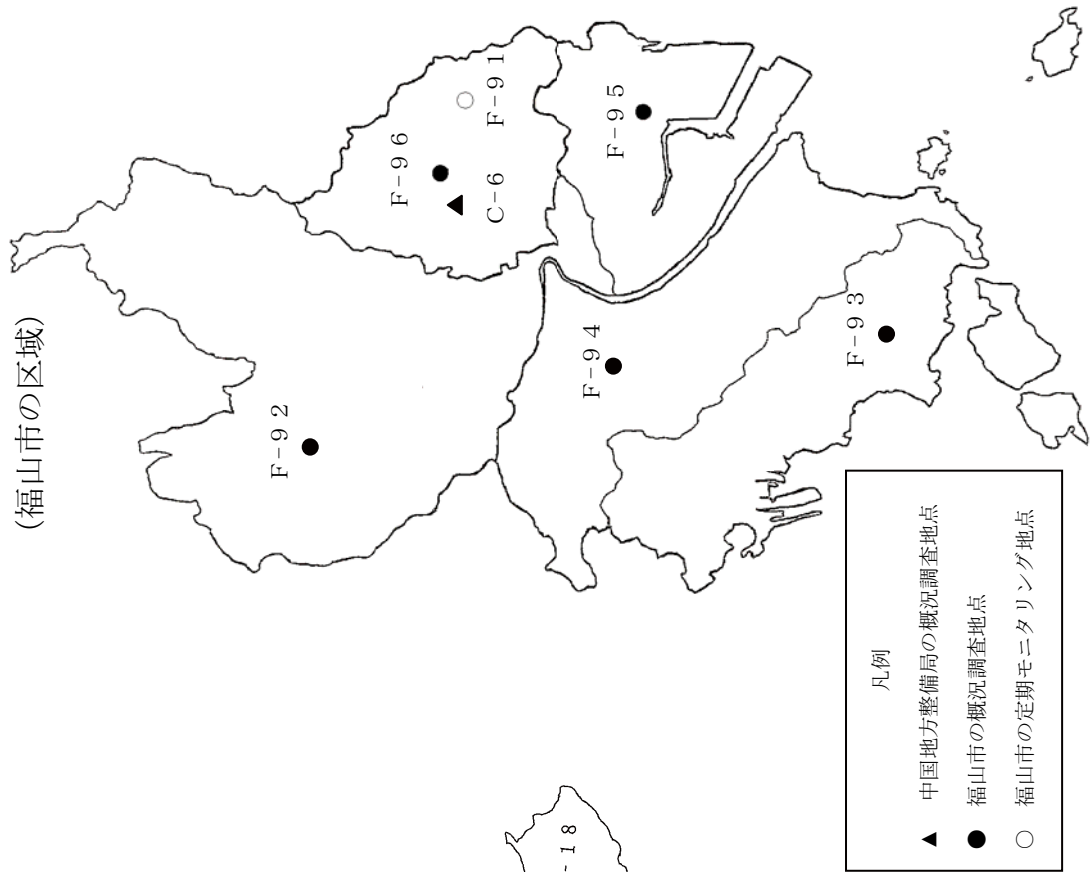 (福山市の区域)
F-92
F-96
C-6
F-91
F-95
F-94
F-93
-18
凡例
▲ 中国地方整備局の概況調査地点
● 福山市の概況調査地点
○ 福山市の定期モニタリング地点